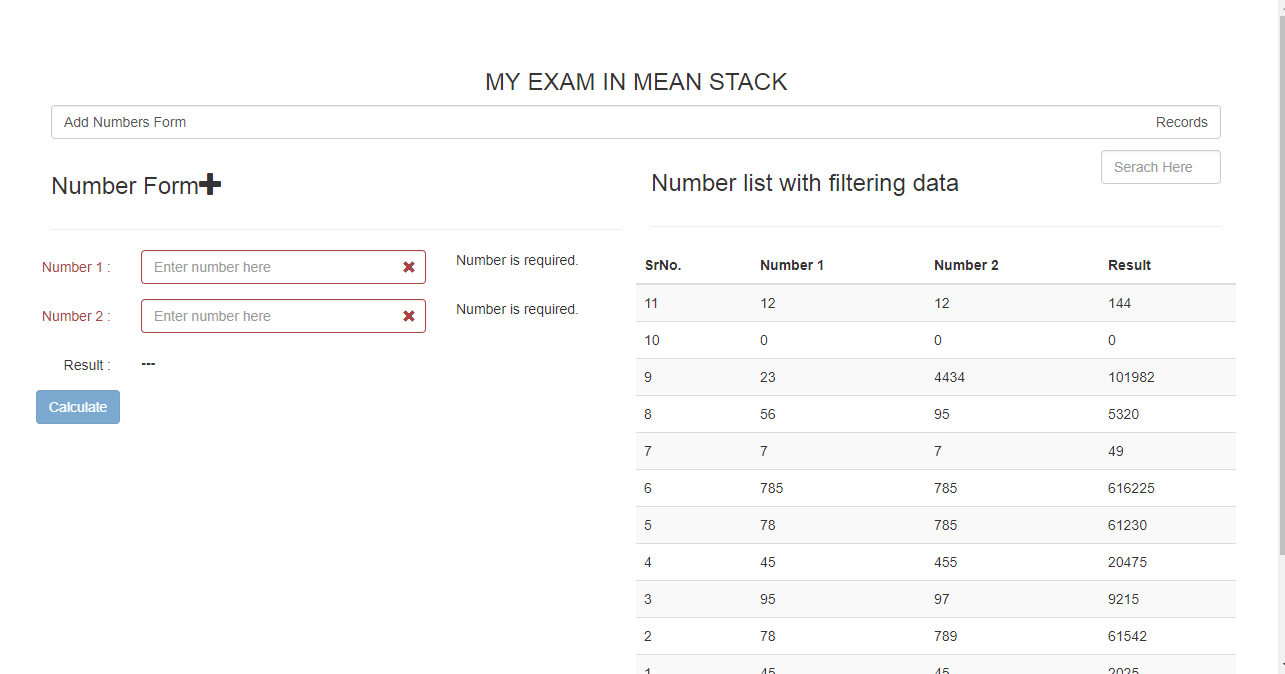 MY EXAM IN MEAN STACK
Add Numbers Form Records
Number Form
Number 1 : Enter number here Number is required.
Number 2 : Enter number here Number is required.
Result : ---
Calculate
Serach Here
Number list with filtering data
SrNo. Number 1 Number 2 Result
11 12 12 144
10 0 0 0
9 23 4434 101982
8 56 95 5320
7 7 7 49
6 785 785 616225
5 78 785 61230
4 45 455 20475
3 95 97 9215
2 78 789 61542
1 45 45 2025